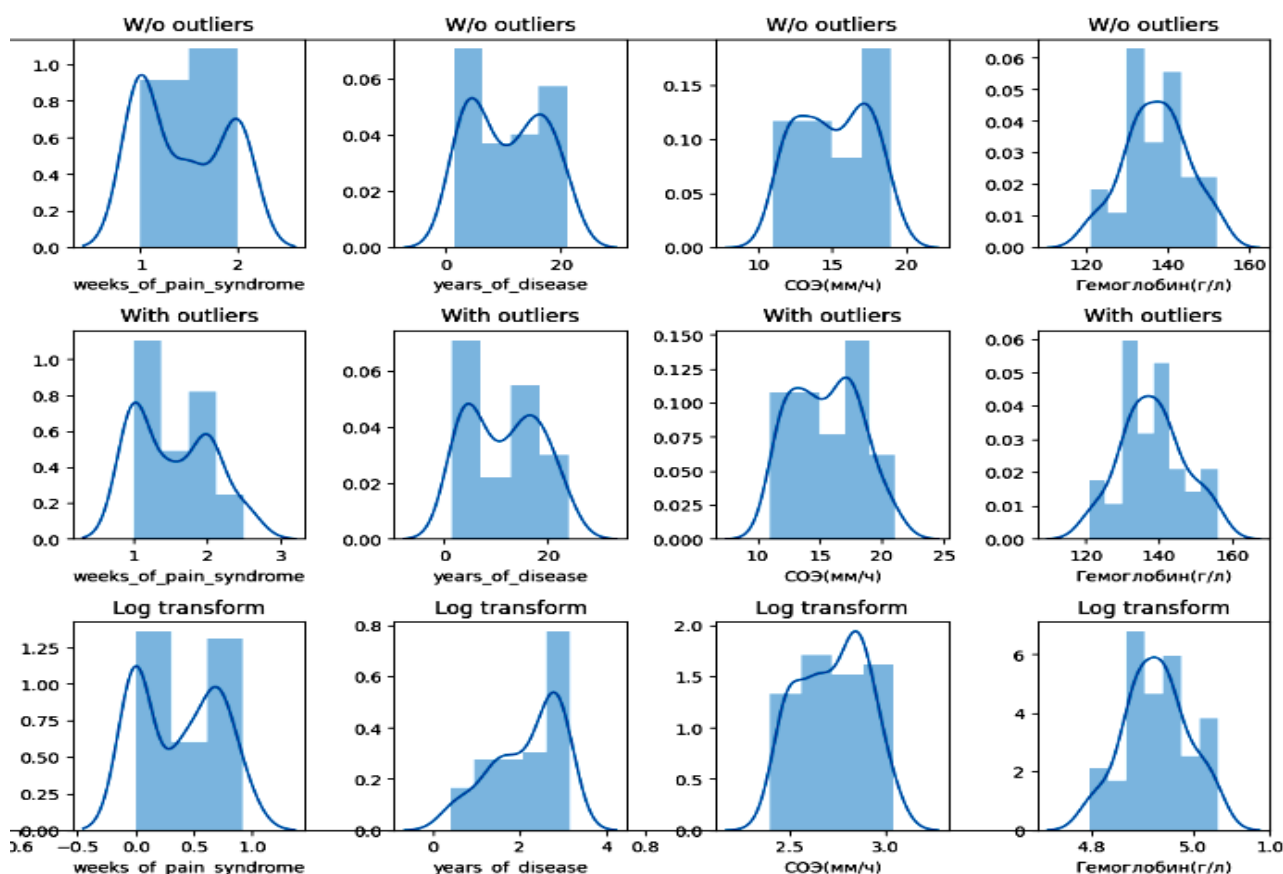 W/o outliers W/o outliers W/o outliers W/o outliers
1.0 0.8 0.6 0.4 0.2 0.0
0.06 0.04 0.02 0.00
0.15 0.10 0.05 0.00
0.06 0.05 0.04 0.03 0.02 0.01 0.00
1 2 0 20 10 15 20 120 140 160
weeks_of_pain_syndrome years_of_disease СОЭ(мм/ч) Гемоглобин(г/л)
With outliers With outliers With outliers With outliers
1.0 0.8 0.6 0.4 0.2 0.0
0.06 0.04 0.02 0.00
0.150 0.125 0.100 0.075 0.050 0.025 0.000
0.06 0.05 0.04 0.03 0.02 0.01 0.00
1 2 3 0 20 10 15 20 25 120 140 160
weeks_of_pain_syndrome years_of_disease СОЭ(мм/ч) Гемоглобин(г/л)
Log transform Log transform Log transform Log transform
1.25 1.00 0.75 0.50 0.25 0.00
0.8 0.6 0.4 0.2 0.0
2.0 1.5 1.0 0.5 0.0
6 4 2 0
−0.5 0.0 0.5 1.0 0 2 4 0.8 2.5 3.0 4.8 5.0 1.0
weeks_of_pain_syndrome years_of_disease СОЭ(мм/ч) Гемоглобин(г/л)